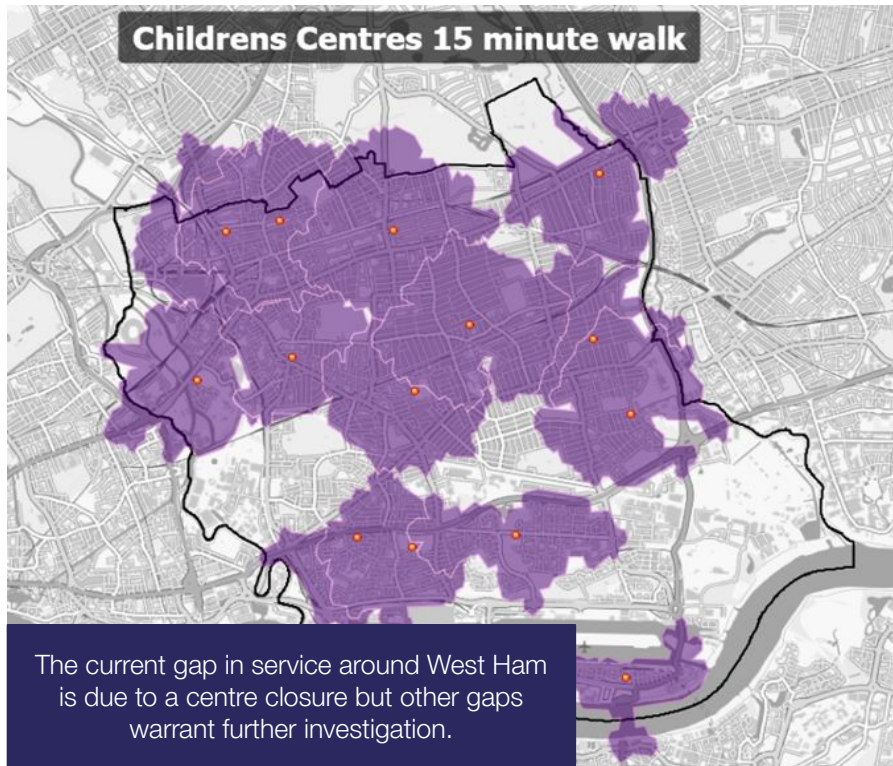 Childrens Centres 15 minute walk
The current gap in service around West Ham
is due to a centre closure but other gaps
warrant further investigation.